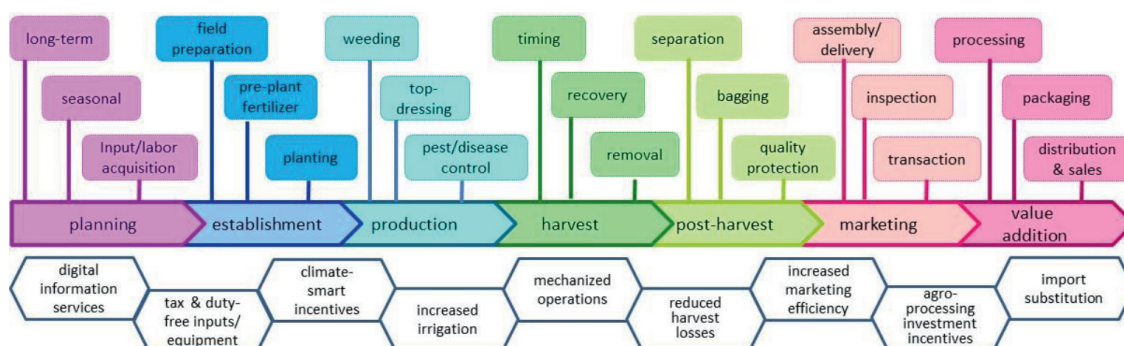 long-term
seasonal
Input/labor
acquisition
field
preparation
pre-plant
fertilizer
planting
weeding
top-
dressing
pest/disease
control
timing
recovery
removal
separation
bagging
quality
protection
assembly/
delivery
inspection
transaction
processing
packaging
distribution
& sales
planning
establishment
production
harvest
post-harvest
marketing
value
addition
digital
information
services
tax & duty-
free inputs/
equipment
climate-
smart
incentives
increased
irrigation
mechanized
operations
reduced
harvest
losses
increased
marketing
efficiency
agro-
processing
investment
incentives
import
substitution